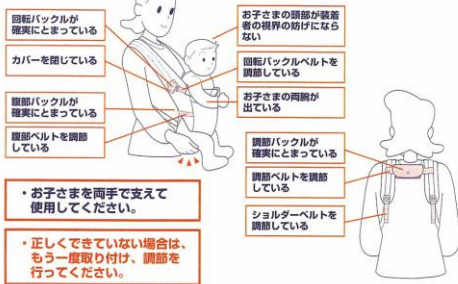 回転バックルが
確実にとまっている
カバーを閉じている
腹部バックルが
確実にとまっている
腹部ベルトを調節
している
お子さまの頭部が装着
者の視界の妨げになら
ない
回転バックルベルトを
調節している
お子さまの両腕が
出ている
調節バックルが
確実にとまっている
調節ベルトを調節
している
ショルダーベルトを
調節している
・お子さまを両手で支えて
使用してください。
・正しくできていない場合は、
もう一度取り付け、調節を
行ってください。